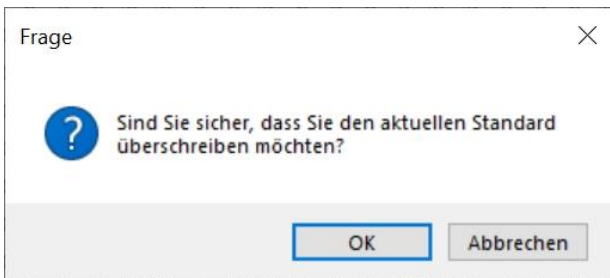 Frage
Sind Sie sicher, dass Sie den aktuellen Standard
überschreiben möchten?
OK
Abbrechen